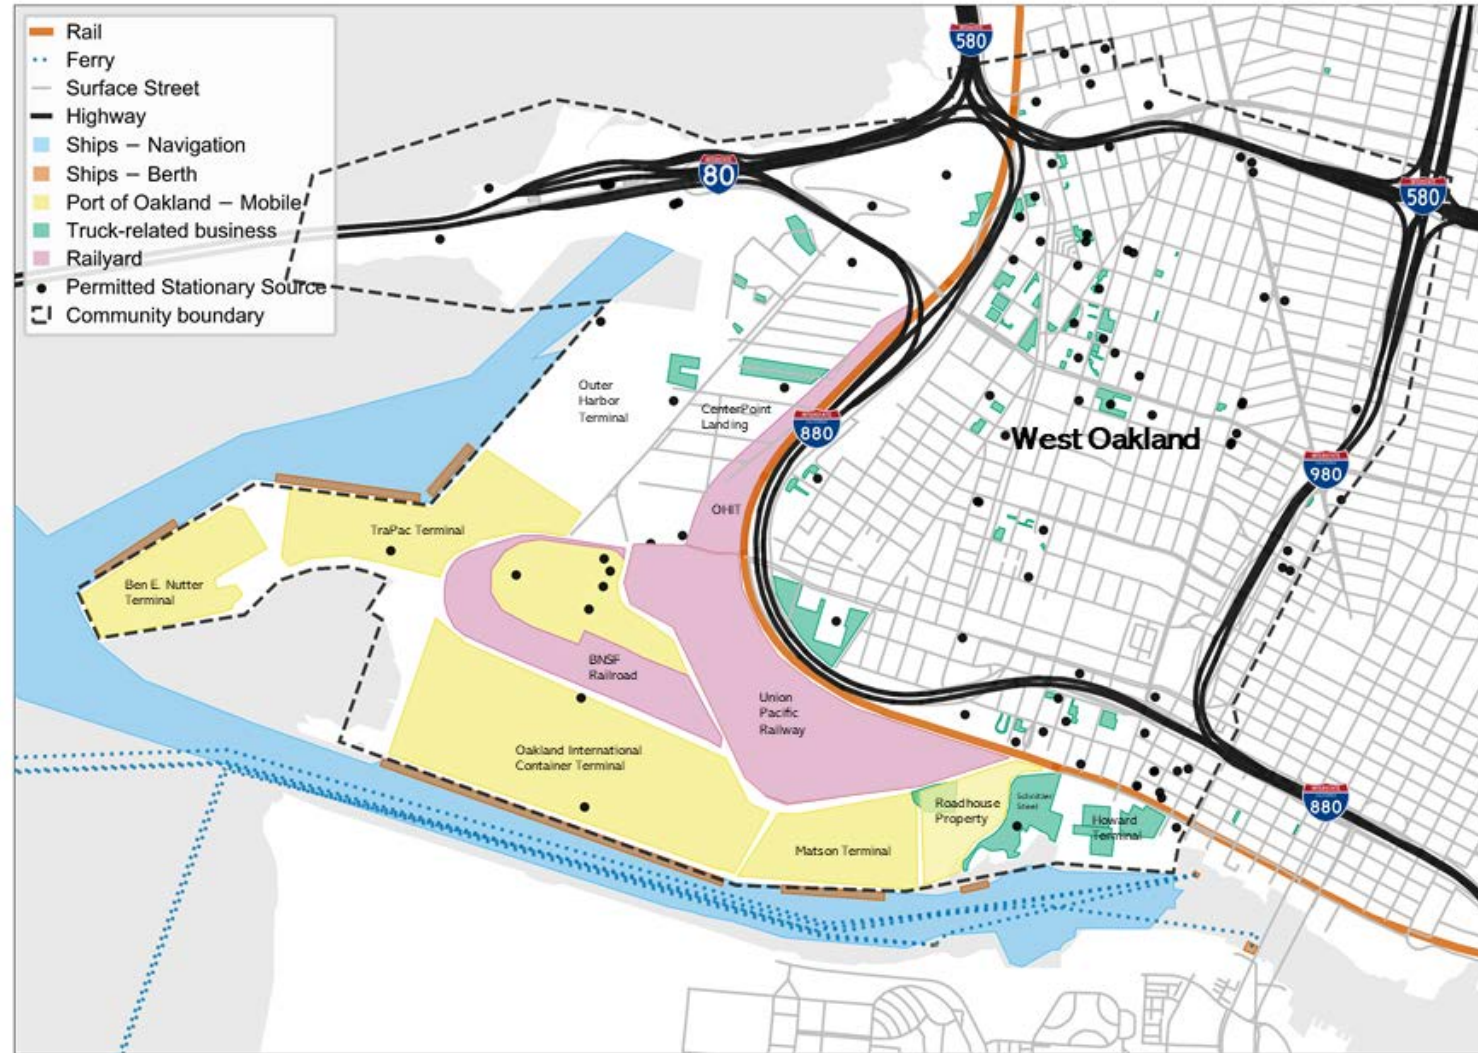 Rail
Ferry
Surface Street
Highway
Ships – Navigation
Ships – Berth
Port of Oakland – Mobile
Truck-related business
Railyard
Permitted Stationary Source
Community boundary
580
80
580
Outer
Harbor
Terminal
CenterPoint
Landing
880
West Oakland
980
OHIT
TraPac Terminal
Ben E. Nutter
Terminal
BNSF
Railroad
Union
Pacific
Railway
Oakland International
Container Terminal
Roadhouse
Property
Schnitzer
Steel
Howard
Terminal
880
Matson Terminal